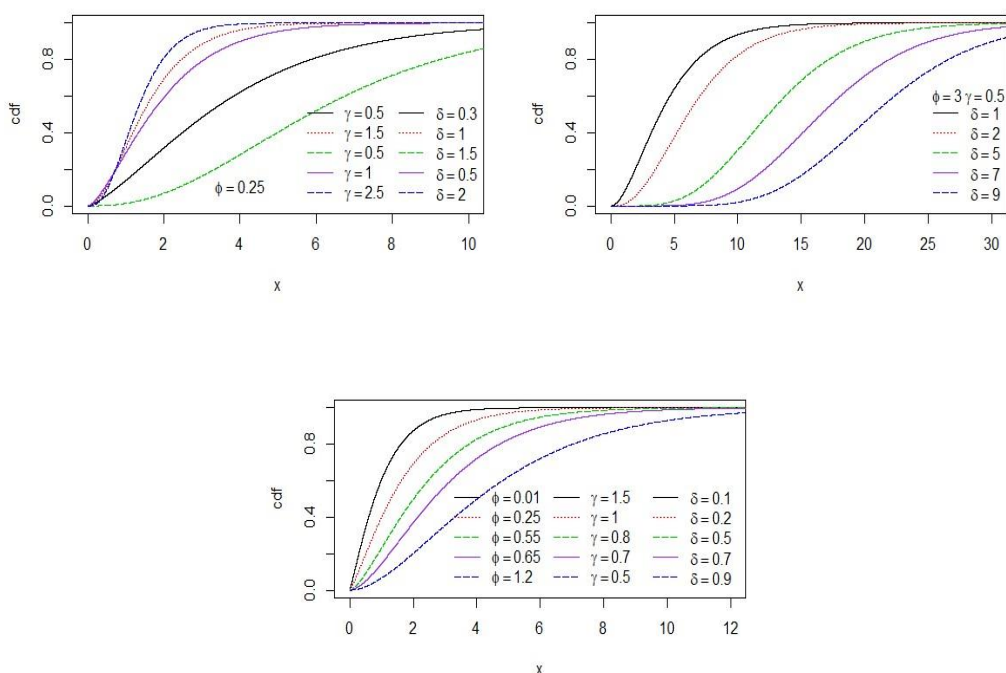 cdf
0.8
0.4
0.0
γ = 0.5 δ = 0.3
γ = 1.5 δ = 1
γ = 0.5 δ = 1.5
γ = 1 δ = 0.5
γ = 2.5 δ = 2
ϕ = 0.25
0 2 4 6 8 10
x
cdf
0.8
0.4
0.0
ϕ = 3 γ = 0.5
δ = 1
δ = 2
δ = 5
δ = 7
δ = 9
0 5 10 15 20 25 30
x
cdf
0.8
0.4
0.0
ϕ = 0.01 γ = 1.5 δ = 0.1
ϕ = 0.25 γ = 1 δ = 0.2
ϕ = 0.55 γ = 0.8 δ = 0.5
ϕ = 0.65 γ = 0.7 δ = 0.7
ϕ = 1.2 γ = 0.5 δ = 0.9
0 2 4 6 8 10 12
x